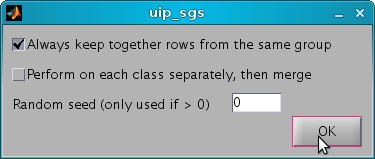 uip_sgs
Always keep together rows from the same group
Perform on each class separately, then merge
Random seed (only used if > 0) 0
OK